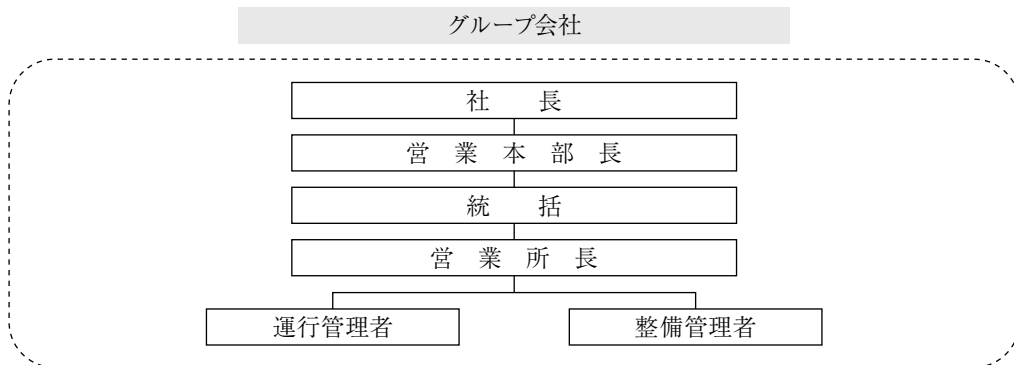 グループ会社
社長
営業本部長
統括
営業所長
運行管理者
整備管理者